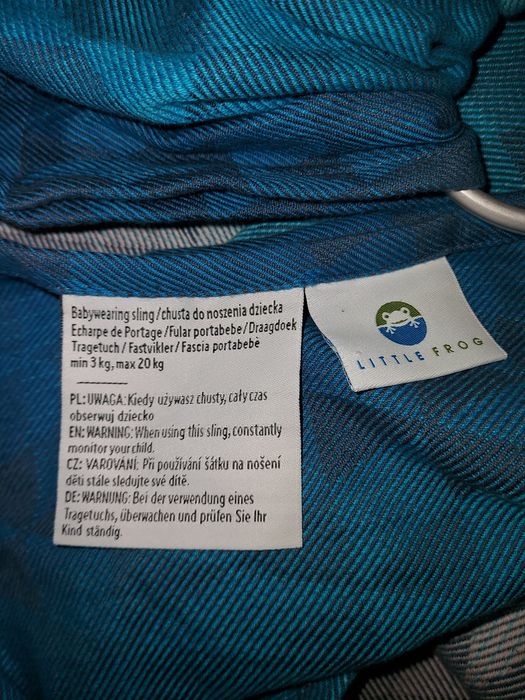 Babywearing sling / chusta do noszenia dziecka
Echarpe de Portage / Fular portabebe / Draagdoek
Tragetuch / Fastvikler / Fascia portabebè
min 3 kg, max 20 kg
PL: UWAGA: Kiedy używasz chusty, cały czas
obserwuj dziecko
EN: WARNING: When using this sling, constantly
monitor your child.
CZ: VAROVÁNÍ: Při používání šátku na nošení
děti stále sledujte své dítě.
DE: WARNUNG: Bei der verwendung eines
Tragetuchs, überwachen und prüfen Sie Ihr
Kind ständig.
LITTLE FROG